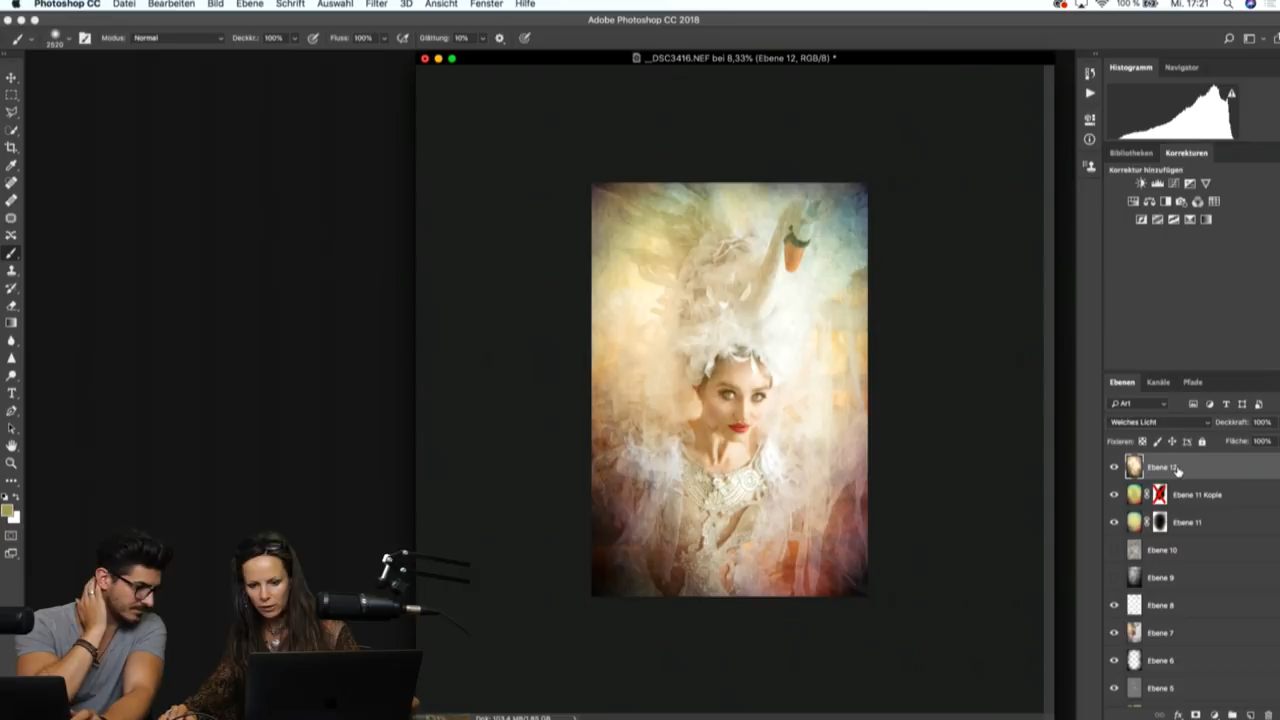 Photoshop CC Datei Bearbeiten Bild Ebene Schrift Auswahl Filter 3D Ansicht Fenster Hilfe 100 % Mi. 17:21
Adobe Photoshop CC 2018
2520 Modus: Normal Deckkr.: 100% Fluss: 100% Glättung: 10%
__DSC3416.NEF bei 8,33% (Ebene 12, RGB/8) *
Histogramm Navigator
Bibliotheken Korrekturen
Korrektur hinzufügen
Ebenen Kanäle Pfade
Art
Weiches Licht Deckkraft: 100%
Fixieren: Fläche: 100%
Ebene 12
Ebene 11 Kopie
Ebene 11
Ebene 10
Ebene 9
Ebene 8
Ebene 7
Ebene 6
Ebene 5